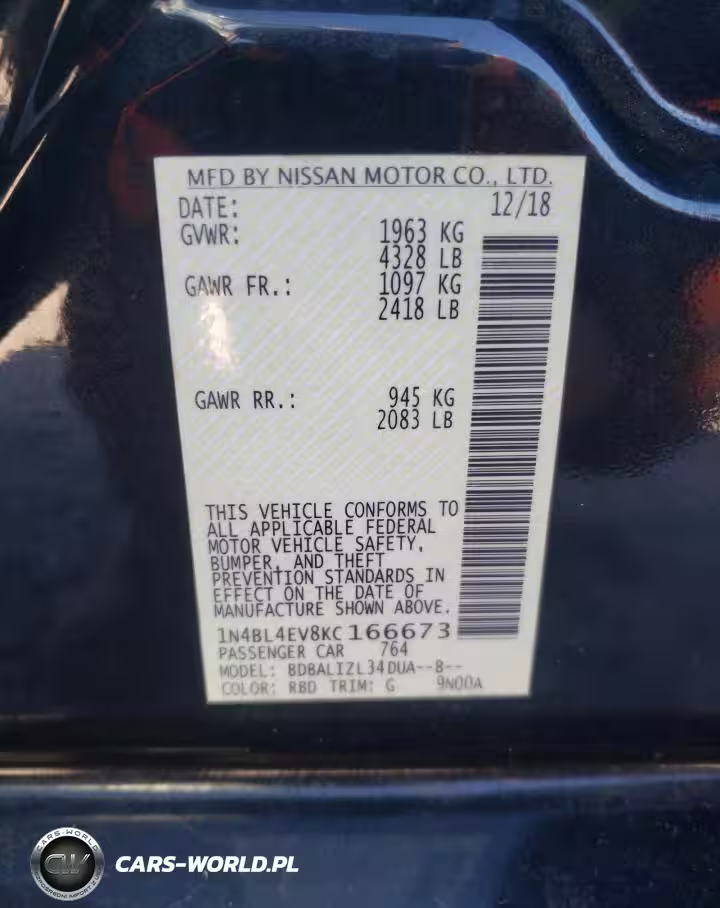 MFD BY NISSAN MOTOR CO., LTD.
DATE: 12/18
GVWR: 1963 KG
4328 LB
GAWR FR.: 1097 KG
2418 LB
GAWR RR.: 945 KG
2083 LB
THIS VEHICLE CONFORMS TO
ALL APPLICABLE FEDERAL
MOTOR VEHICLE SAFETY,
BUMPER, AND THEFT
PREVENTION STANDARDS IN
EFFECT ON THE DATE OF
MANUFACTURE SHOWN ABOVE.
1N4BL4EV8KC166673
PASSENGER CAR 764
MODEL: BDBALIZL34DUA--B--
COLOR: RBD TRIM: G 9N00A
CARS-WORLD
CW
CARS-WORLD.PL